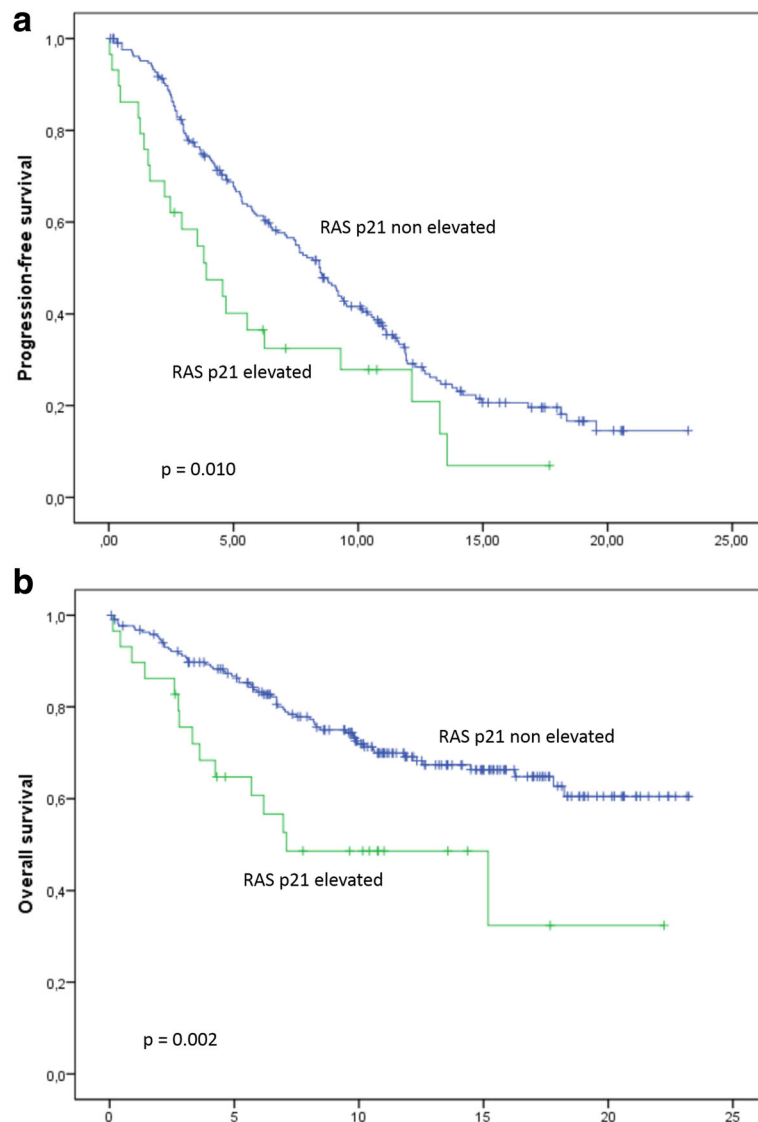 a
Progression-free survival
1,0
0,8
0,6
0,4
0,2
0,0
RAS p21 non elevated
RAS p21 elevated
p = 0.010
,00 5,00 10,00 15,00 20,00 25,00
b
Overall survival
1,0
0,8
0,6
0,4
0,2
0,0
RAS p21 non elevated
RAS p21 elevated
p = 0.002
0 5 10 15 20 25